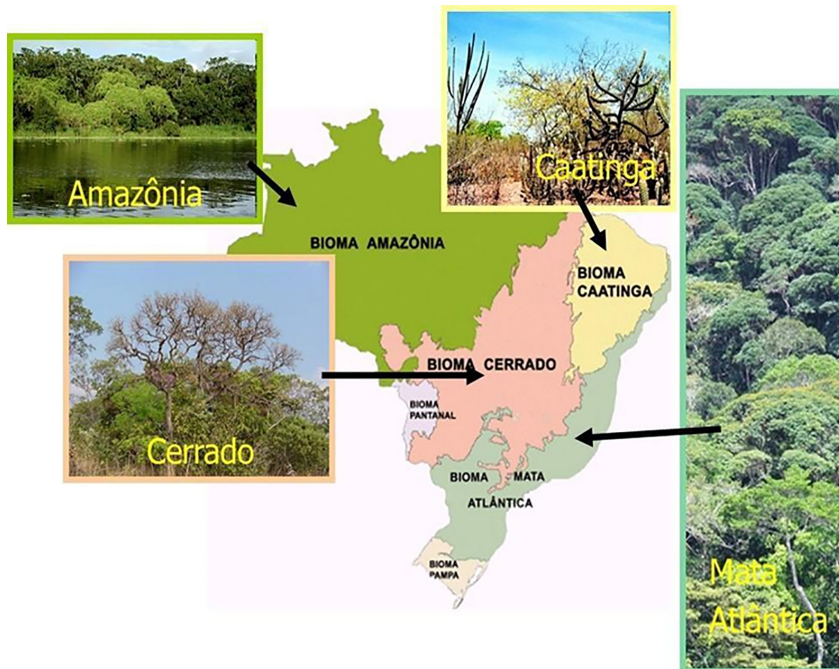 Amazônia
Caatinga
BIOMA AMAZÔNIA
BIOMA
CAATINGA
BIOMA CERRADO
BIOMA
PANTANAL
Cerrado
BIOMA MATA
ATLÂNTICA
BIOMA
PAMPA
Mata
Atlântica